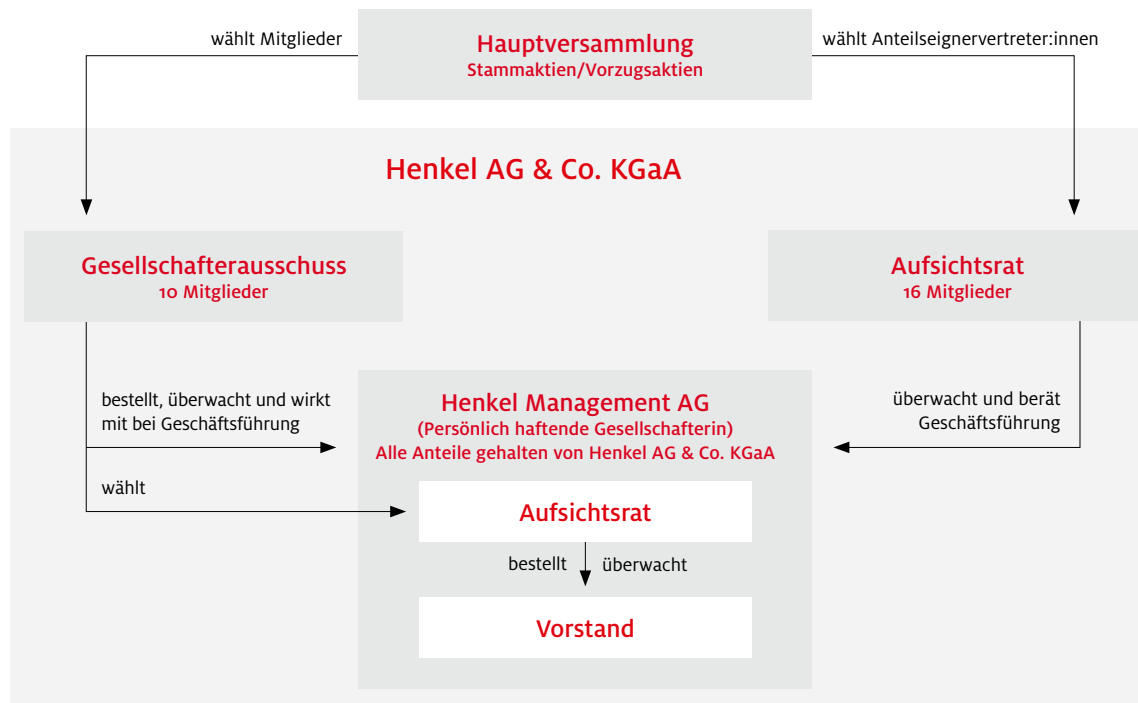 wählt Mitglieder
Hauptversammlung
Stammaktien/Vorzugsaktien
wählt Anteilseignervertreter:innen
Henkel AG & Co. KGaA
Gesellschafterausschuss
10 Mitglieder
Aufsichtsrat
16 Mitglieder
bestellt, überwacht und wirkt
mit bei Geschäftsführung
Henkel Management AG
(Persönlich haftende Gesellschafterin)
Alle Anteile gehalten von Henkel AG & Co. KGaA
überwacht und berät
Geschäftsführung
wählt
Aufsichtsrat
bestellt
überwacht
Vorstand